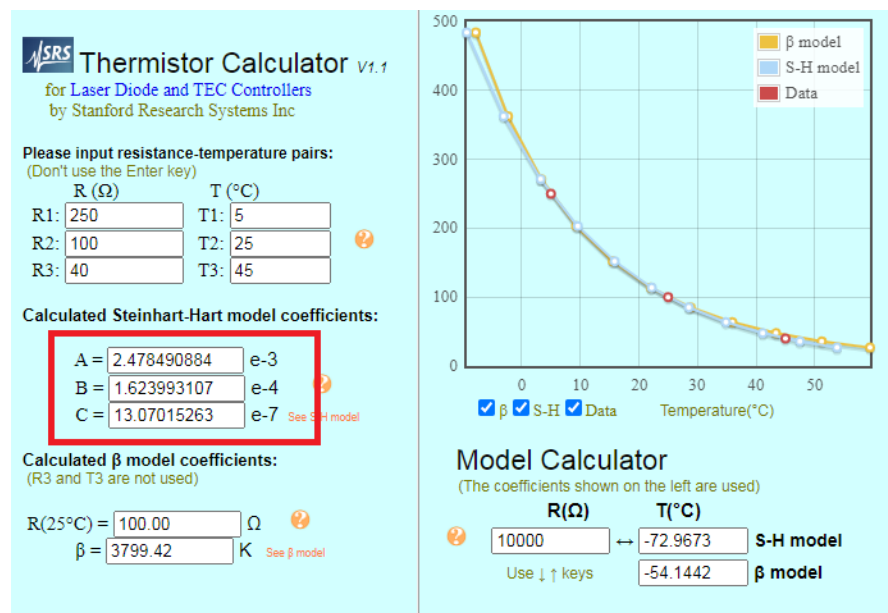 SRS Thermistor Calculator V1.1
for Laser Diode and TEC Controllers
by Stanford Research Systems Inc
Please input resistance-temperature pairs:
(Don't use the Enter key)
R (Ω) T (°C)
R1: 250 T1: 5
R2: 100 T2: 25
R3: 40 T3: 45
Calculated Steinhart-Hart model coefficients:
A = 2.478490884 e-3
B = 1.623993107 e-4
C = 13.07015263 e-7 See S-H model
Calculated β model coefficients:
(R3 and T3 are not used)
R(25°C) = 100.00 Ω
β = 3799.42 K See β model
500
400
300
200
100
0
β model
S-H model
Data
0 10 20 30 40 50
β S-H Data Temperature(°C)
Model Calculator
(The coefficients shown on the left are used)
R(Ω) T(°C)
10000 ↔ -72.9673 S-H model
Use ↓↑ keys -54.1442 β model